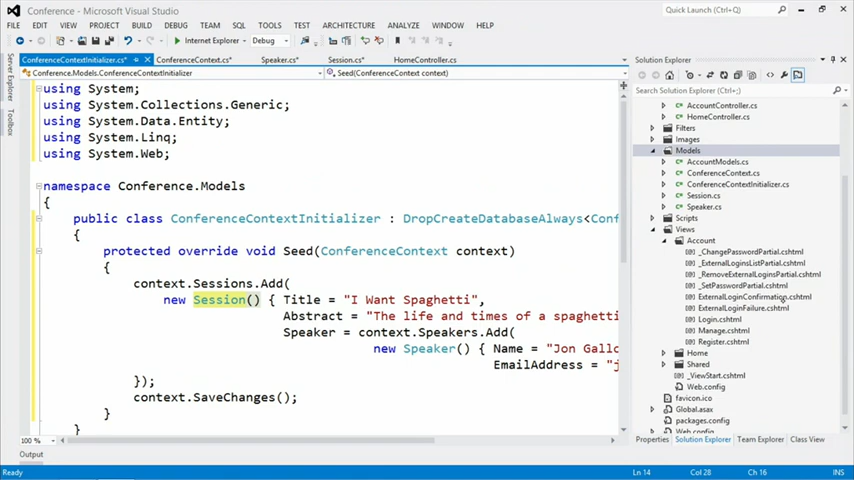 Conference - Microsoft Visual Studio
Quick Launch (Ctrl+Q)
FILE EDIT VIEW PROJECT BUILD DEBUG TEAM SQL TOOLS TEST ARCHITECTURE ANALYZE WINDOW HELP
Internet Explorer Debug
Server Explorer
Toolbox
ConferenceContextInitializer.cs* ConferenceContext.cs* Speaker.cs* Session.cs* HomeController.cs
Conference.Models.ConferenceContextInitializer Seed(ConferenceContext context)
using System;
using System.Collections.Generic;
using System.Data.Entity;
using System.Linq;
using System.Web;
namespace Conference.Models
{
public class ConferenceContextInitializer : DropCreateDatabaseAlways<Conf
{
protected override void Seed(ConferenceContext context)
{
context.Sessions.Add(
new Session() { Title = "I Want Spaghetti",
Abstract = "The life and times of a spaghetti
Speaker = context.Speakers.Add(
new Speaker() { Name = "Jon Gallo
EmailAddress = "j
});
context.SaveChanges();
}
}
100 %
Output
Solution Explorer
Search Solution Explorer (Ctrl+;)
AccountController.cs
HomeController.cs
Filters
Images
Models
AccountModels.cs
ConferenceContext.cs
ConferenceContextInitializer.cs
Session.cs
Speaker.cs
Scripts
Views
Account
_ChangePasswordPartial.cshtml
_ExternalLoginsListPartial.cshtml
_RemoveExternalLoginsPartial.cshtml
_SetPasswordPartial.cshtml
ExternalLoginConfirmation.cshtml
ExternalLoginFailure.cshtml
Login.cshtml
Manage.cshtml
Register.cshtml
Home
Shared
_ViewStart.cshtml
Web.config
favicon.ico
Global.asax
packages.config
Web.config
Properties Solution Explorer Team Explorer Class View
Ready Ln 14 Col 28 Ch 16 INS